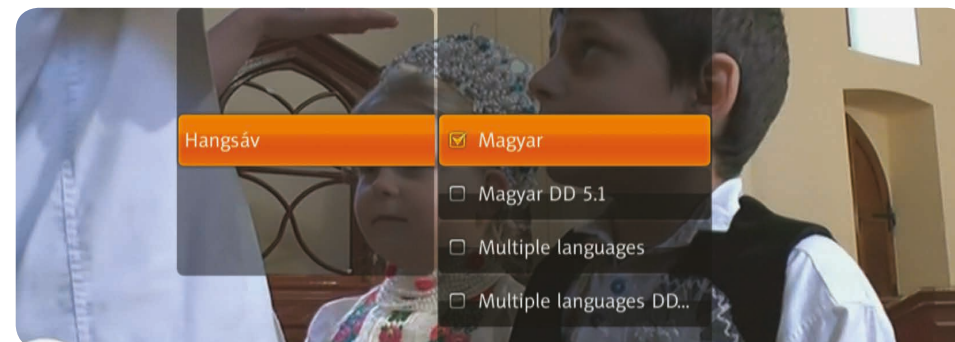 Hangsáv
Magyar
Magyar DD 5.1
Multiple languages
Multiple languages DD...